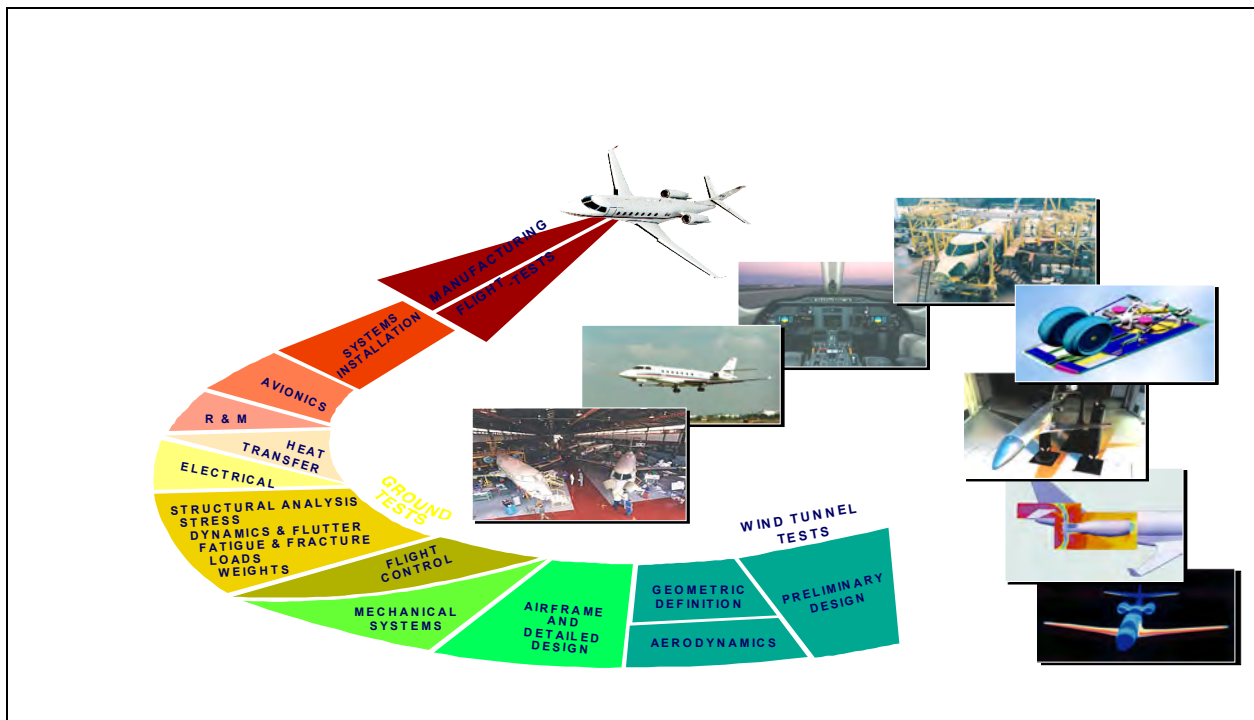 MANUFACTURING
FLIGHT -TESTS
SYSTEMS
INSTALLATION
AVIONICS
R & M
HEAT
TRANSFER
ELECTRICAL
GROUND
TESTS
STRUCTURAL ANALYSIS
STRESS
DYNAMICS & FLUTTER
FATIGUE & FRACTURE
LOADS
WEIGHTS
FLIGHT
CONTROL
MECHANICAL
SYSTEMS
AIRFRAME
AND
DETAILED
DESIGN
GEOMETRIC
DEFINITION
AERODYNAMICS
WIND TUNNEL
TESTS
PRELIMINARY
DESIGN